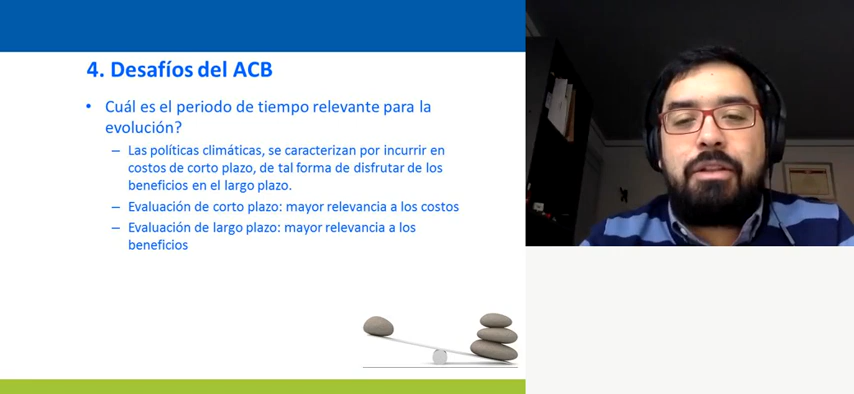 4. Desafíos del ACB
• Cuál es el periodo de tiempo relevante para la
evolución?
– Las políticas climáticas, se caracterizan por incurrir en
costos de corto plazo, de tal forma de disfrutar de los
beneficios en el largo plazo.
– Evaluación de corto plazo: mayor relevancia a los costos
– Evaluación de largo plazo: mayor relevancia a los
beneficios